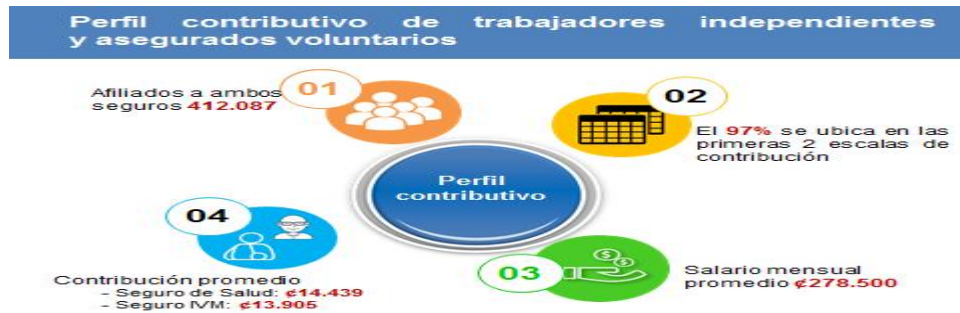 Perfil contributivo de trabajadores independientes
y asegurados voluntarios
01
Afiliados a ambos
seguros 412.087
02
El 97% se ubica en las
primeras 2 escalas de
contribución
Perfil
contributivo
04
Contribución promedio
- Seguro de Salud: ¢14.439
- Seguro IVM: ¢13.905
03
Salario mensual
promedio ¢278.500